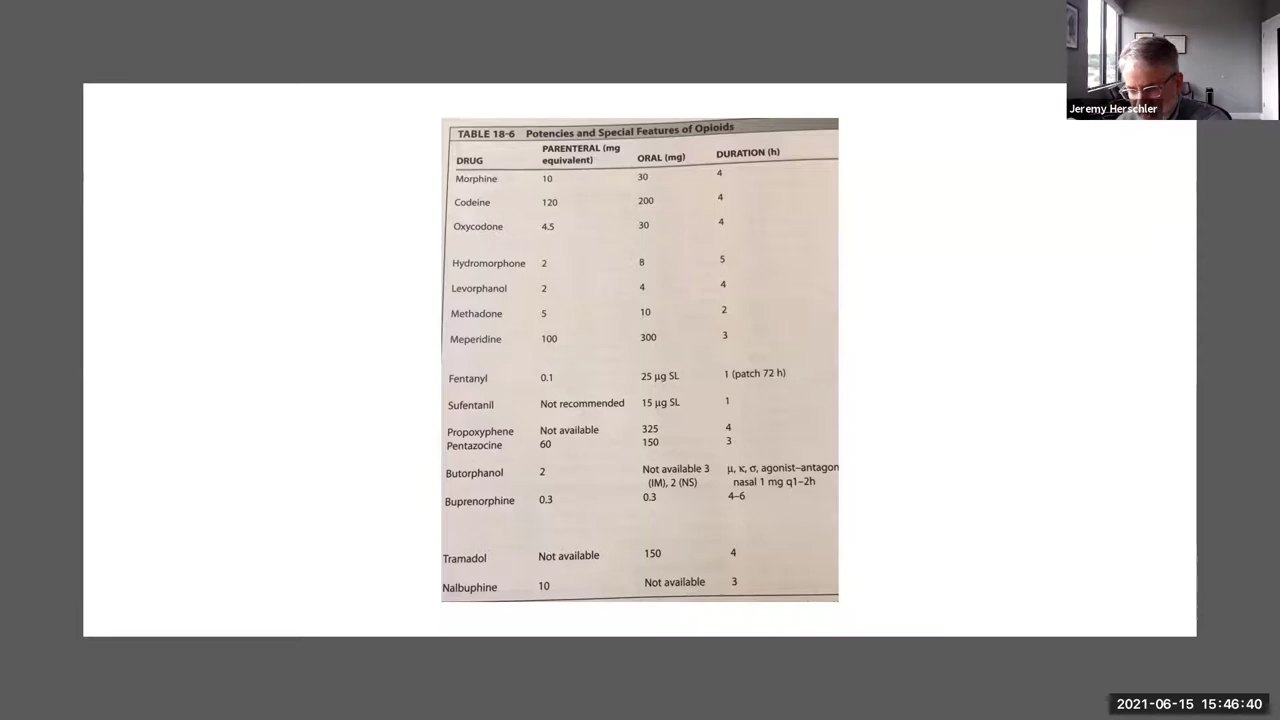 Jeremy Herschler
TABLE 18-6 Potencies and Special Features of Opioids
DRUG PARENTERAL (mg equivalent) ORAL (mg) DURATION (h)
Morphine 10 30 4
Codeine 120 200 4
Oxycodone 4.5 30 4
Hydromorphone 2 8 5
Levorphanol 2 4 4
Methadone 5 10 2
Meperidine 100 300 3
Fentanyl 0.1 25 µg SL 1 (patch 72 h)
Sufentanil Not recommended 15 µg SL 1
Propoxyphene Not available 325 4
Pentazocine 60 150 3
Butorphanol 2 Not available 3 µ, κ, σ, agonist–antagon
(IM), 2 (NS) nasal 1 mg q1–2h
Buprenorphine 0.3 0.3 4–6
Tramadol Not available 150 4
Nalbuphine 10 Not available 3
2021-06-15 15:46:40